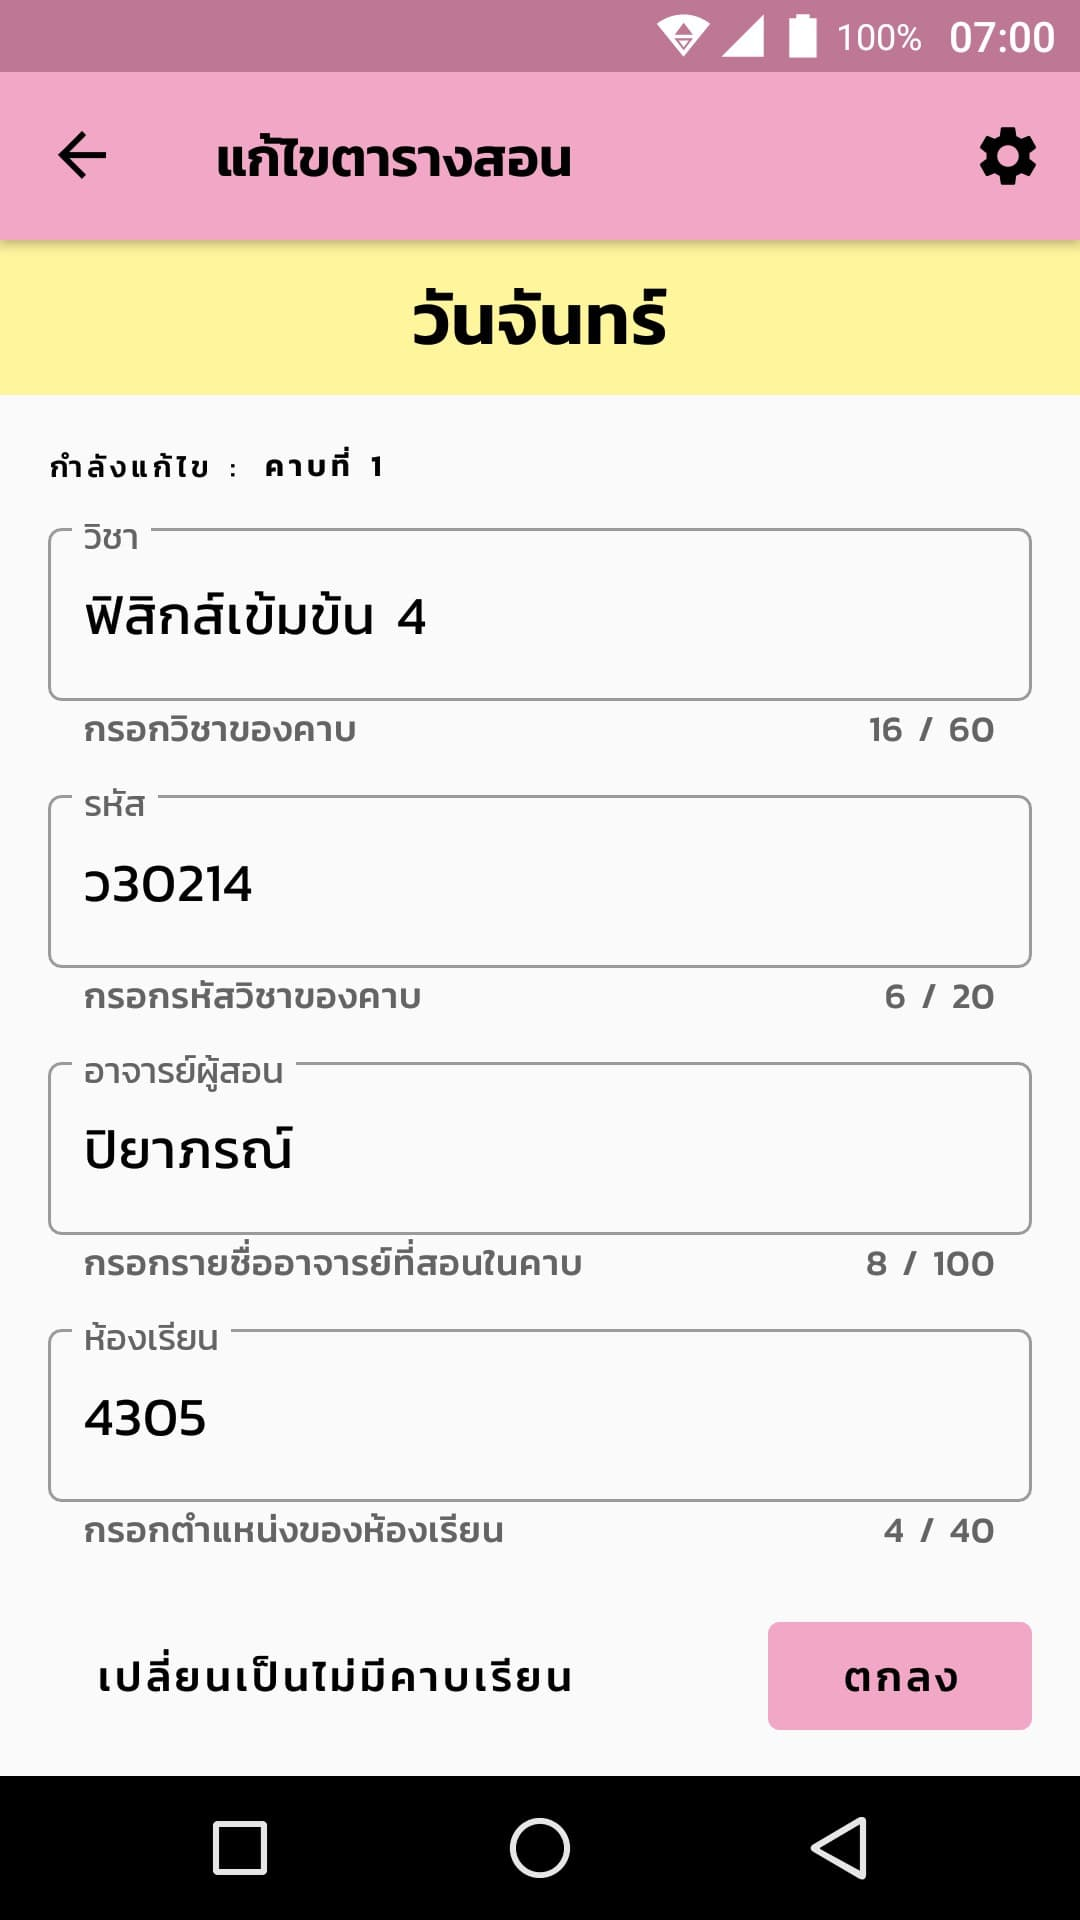 100% 07:00
แก้ไขตารางสอน
วันจันทร์
กำลังแก้ไข : คาบที่ 1
วิชา
ฟิสิกส์เข้มข้น 4
กรอกวิชาของคาบ 16 / 60
รหัส
ว30214
กรอกรหัสวิชาของคาบ 6 / 20
อาจารย์ผู้สอน
ปิยาภรณ์
กรอกรายชื่ออาจารย์ที่สอนในคาบ 8 / 100
ห้องเรียน
4305
กรอกตำแหน่งของห้องเรียน 4 / 40
เปลี่ยนเป็นไม่มีคาบเรียน ตกลง